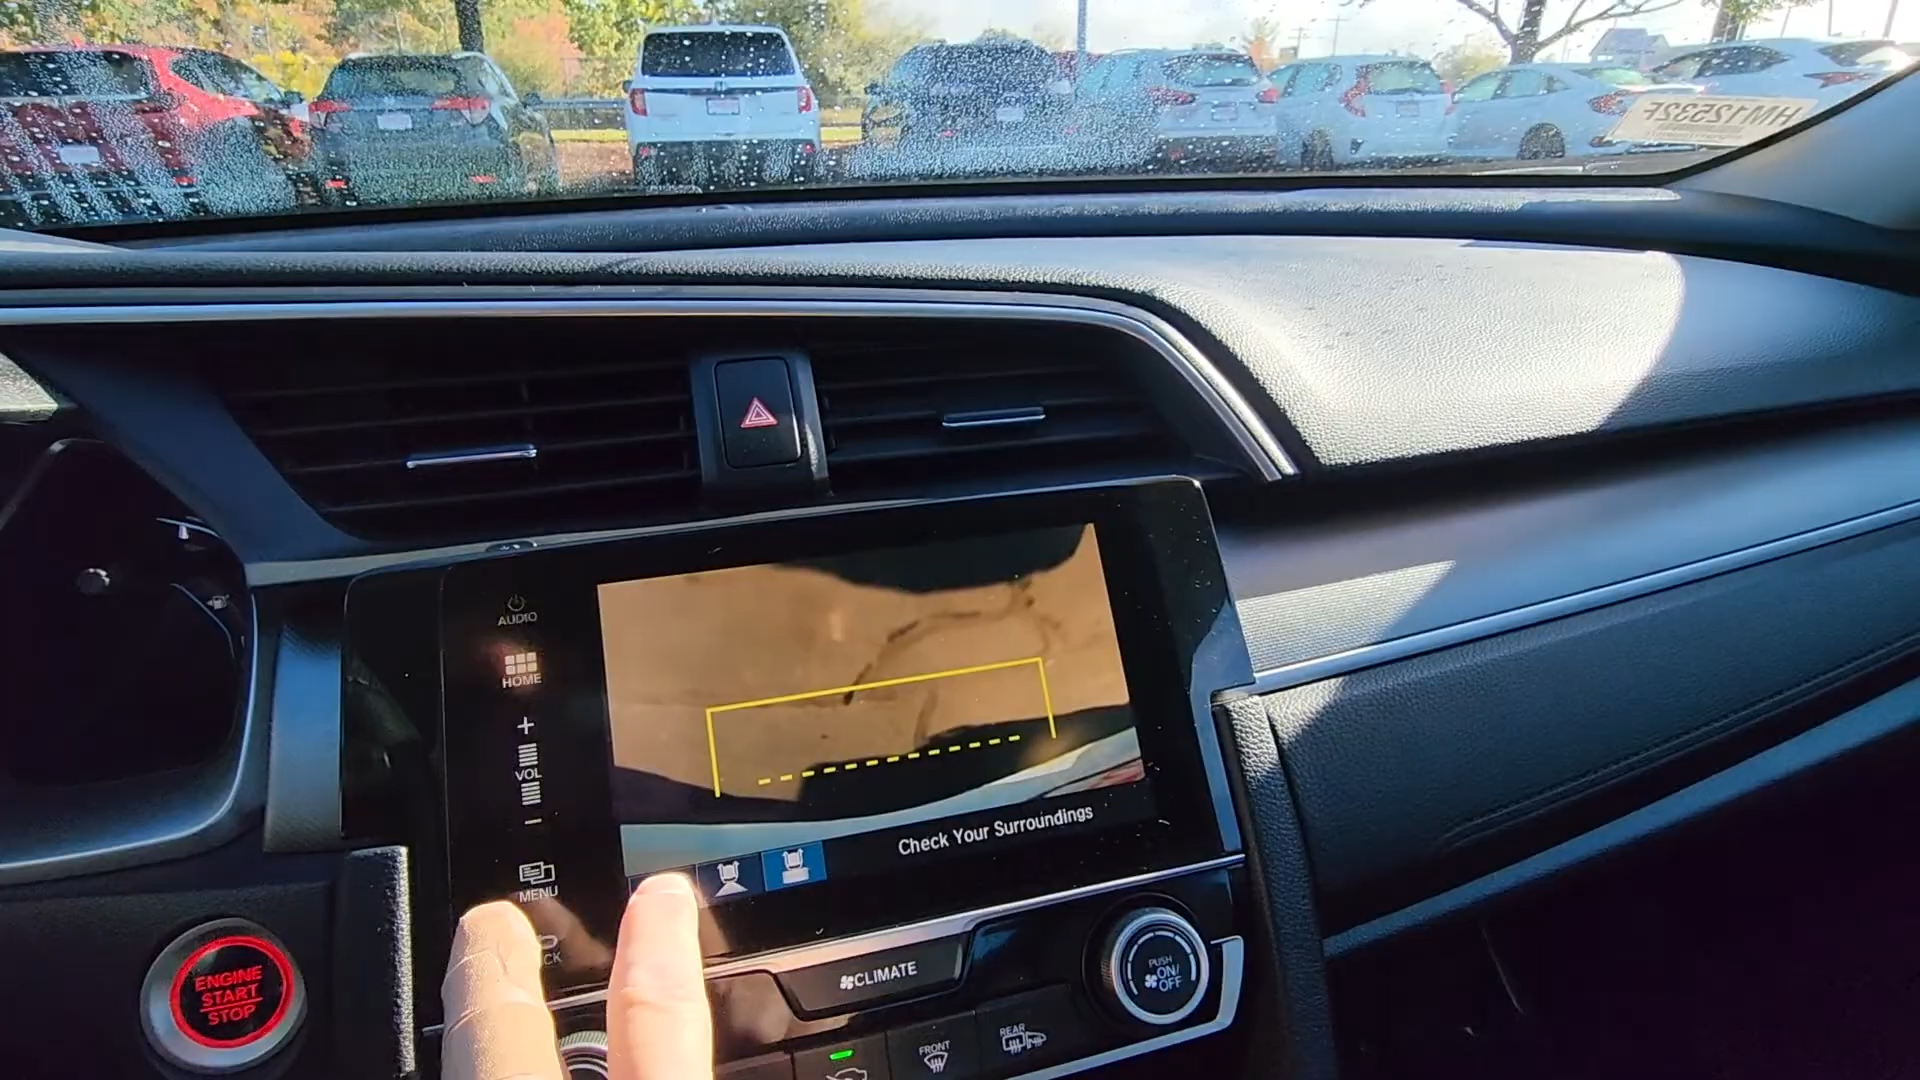 HM12532F
AUDIO
HOME
+
VOL
-
MENU
Check Your Surroundings
ENGINE
START
STOP
CLIMATE
PUSH
ON/
OFF
FRONT
REAR